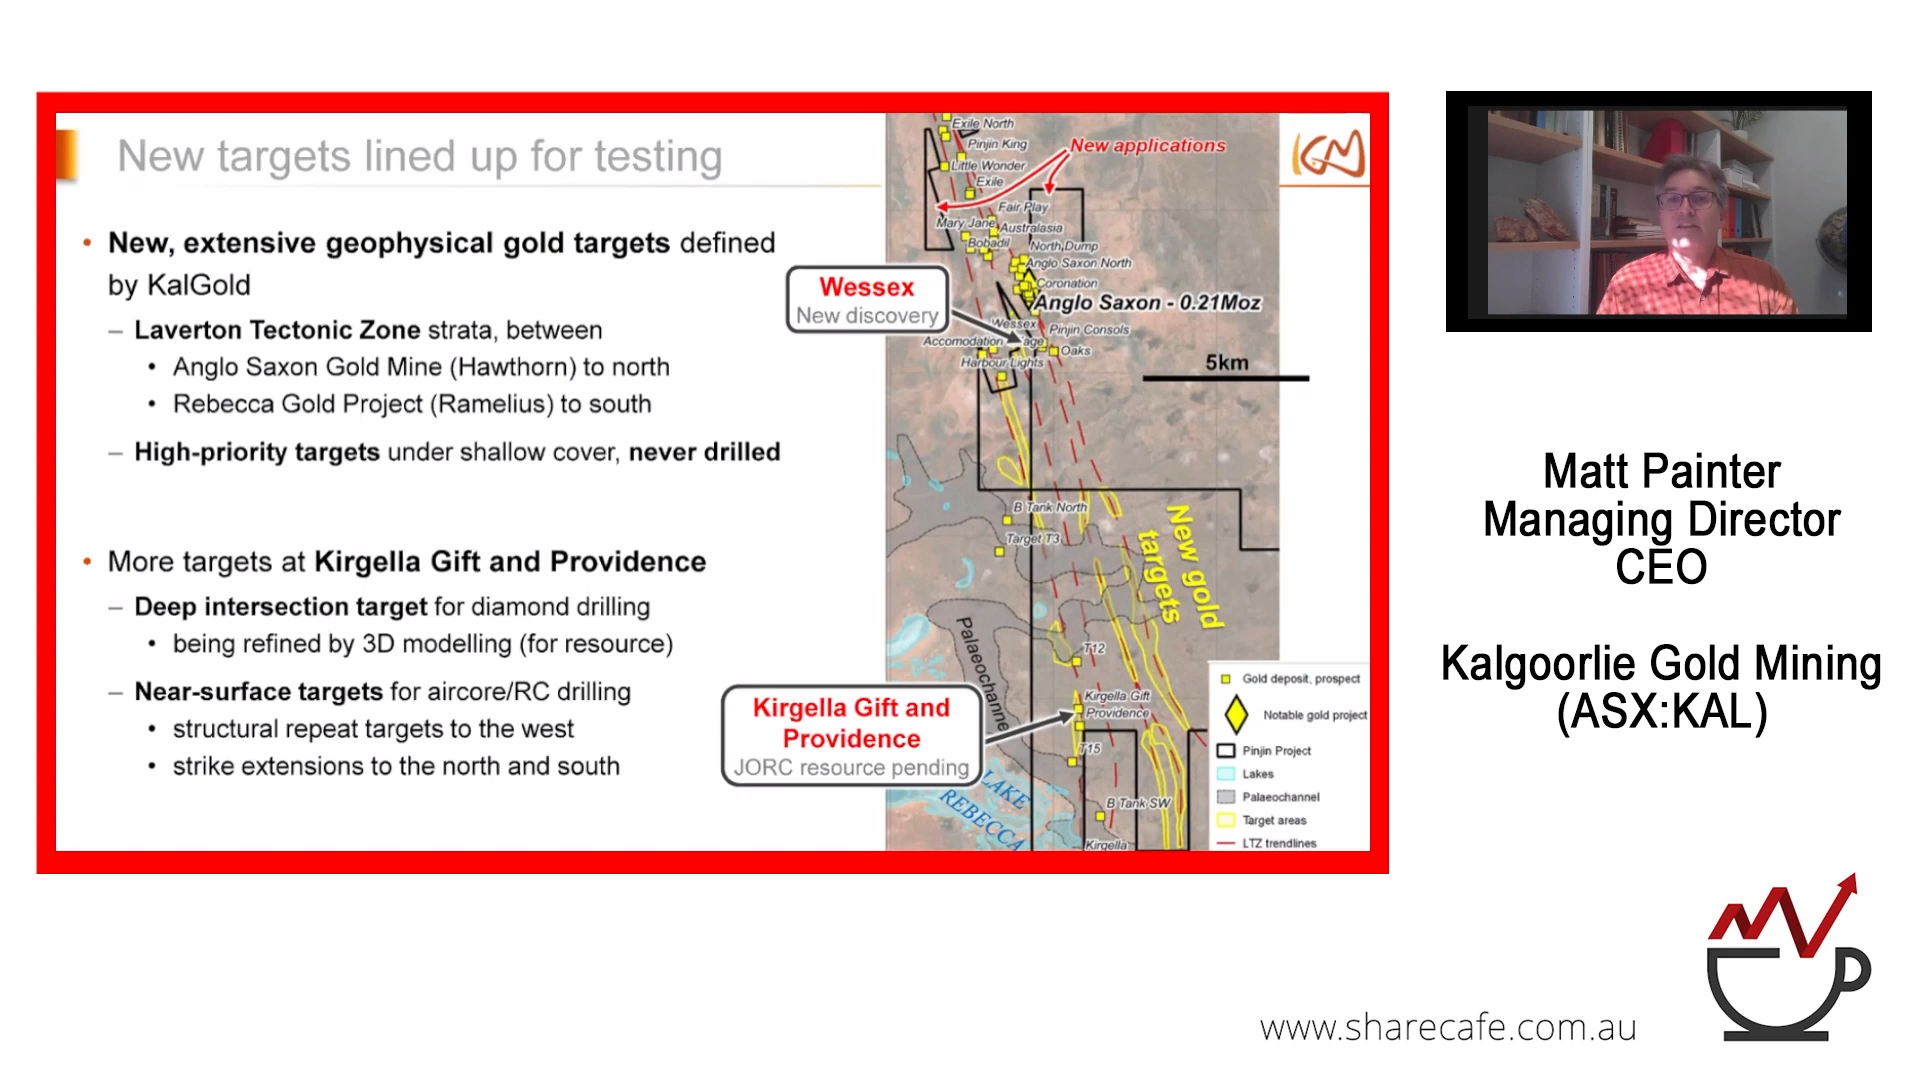 New targets lined up for testing
• New, extensive geophysical gold targets defined
by KalGold
– Laverton Tectonic Zone strata, between
• Anglo Saxon Gold Mine (Hawthorn) to north
• Rebecca Gold Project (Ramelius) to south
– High-priority targets under shallow cover, never drilled
• More targets at Kirgella Gift and Providence
– Deep intersection target for diamond drilling
• being refined by 3D modelling (for resource)
– Near-surface targets for aircore/RC drilling
• structural repeat targets to the west
• strike extensions to the north and south
Exile North
Pinjin King
New applications
Little Wonder
Exile
Fair Play
Mary Jane
Australasia
Bobadil
North Dump
Anglo Saxon North
Coronation
Anglo Saxon - 0.21Moz
Wessex
New discovery
Wessex
Pinjin Consols
Accomodation
Oaks
Harbour Lights
5km
B Tank North
Target T3
New gold
targets
Palaeochannel
T12
Kirgella Gift
Providence
Kirgella Gift and
Providence
JORC resource pending
T15
LAKE
REBECCA
B Tank SW
Kirgella
Gold deposit, prospect
Notable gold project
Pinjin Project
Lakes
Palaeochannel
Target areas
LTZ trendlines
KM
Matt Painter
Managing Director
CEO
Kalgoorlie Gold Mining
(ASX:KAL)
www.sharecafe.com.au